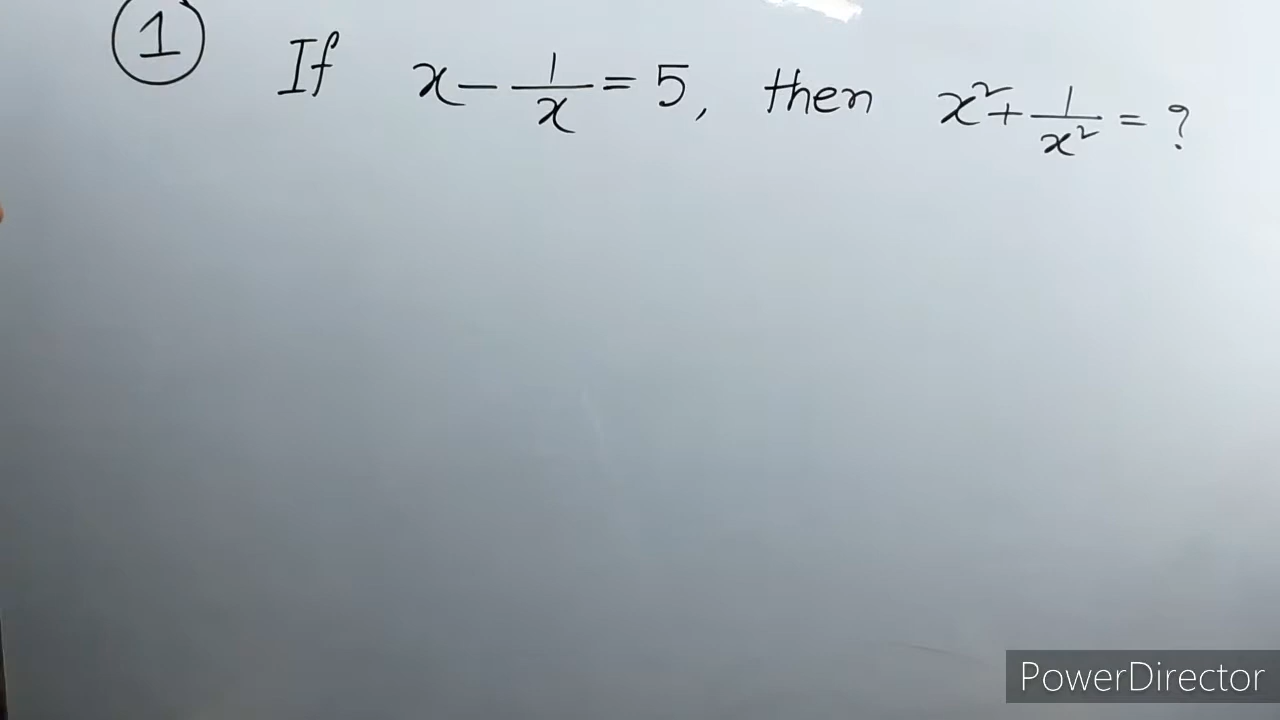 ① If x - 1/x = 5, then x² + 1/x² = ?
PowerDirector